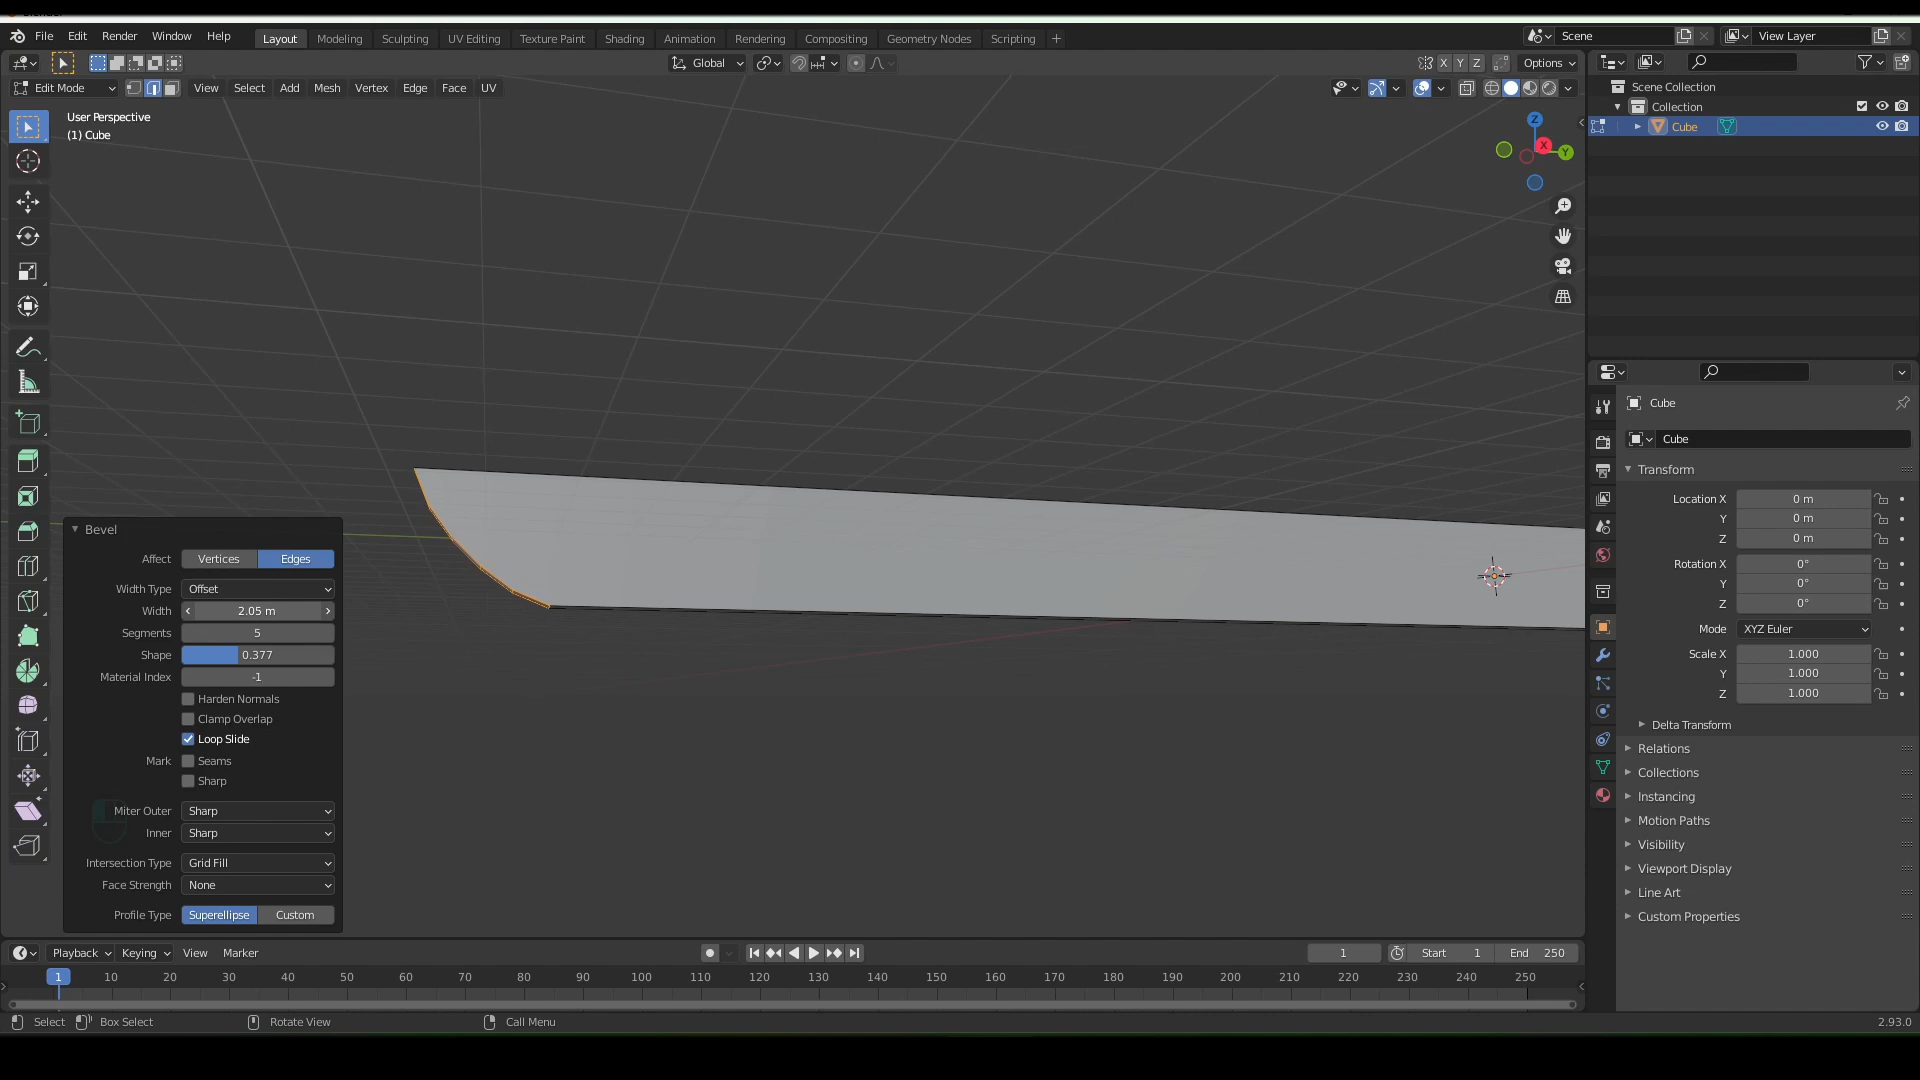 File Edit Render Window Help Layout Modeling Sculpting UV Editing Texture Paint Shading Animation Rendering Compositing Geometry Nodes Scripting Scene View Layer
Global X Y Z Options
Edit Mode View Select Add Mesh Vertex Edge Face UV
User Perspective
(1) Cube
Z
X
Y
Scene Collection
Collection
Cube
Cube
Cube
Transform
Location X 0 m
Y 0 m
Z 0 m
Rotation X 0°
Y 0°
Z 0°
Mode XYZ Euler
Scale X 1.000
Y 1.000
Z 1.000
Delta Transform
Relations
Collections
Instancing
Motion Paths
Visibility
Viewport Display
Line Art
Custom Properties
Bevel
Affect Vertices Edges
Width Type Offset
Width 2.05 m
Segments 5
Shape 0.377
Material Index -1
Harden Normals
Clamp Overlap
Loop Slide
Mark Seams
Sharp
Miter Outer Sharp
Inner Sharp
Intersection Type Grid Fill
Face Strength None
Profile Type Superellipse Custom
Playback Keying View Marker 1 Start 1 End 250
1 10 20 30 40 50 60 70 80 90 100 110 120 130 140 150 160 170 180 190 200 210 220 230 240 250
Select Box Select Rotate View Call Menu 2.93.0